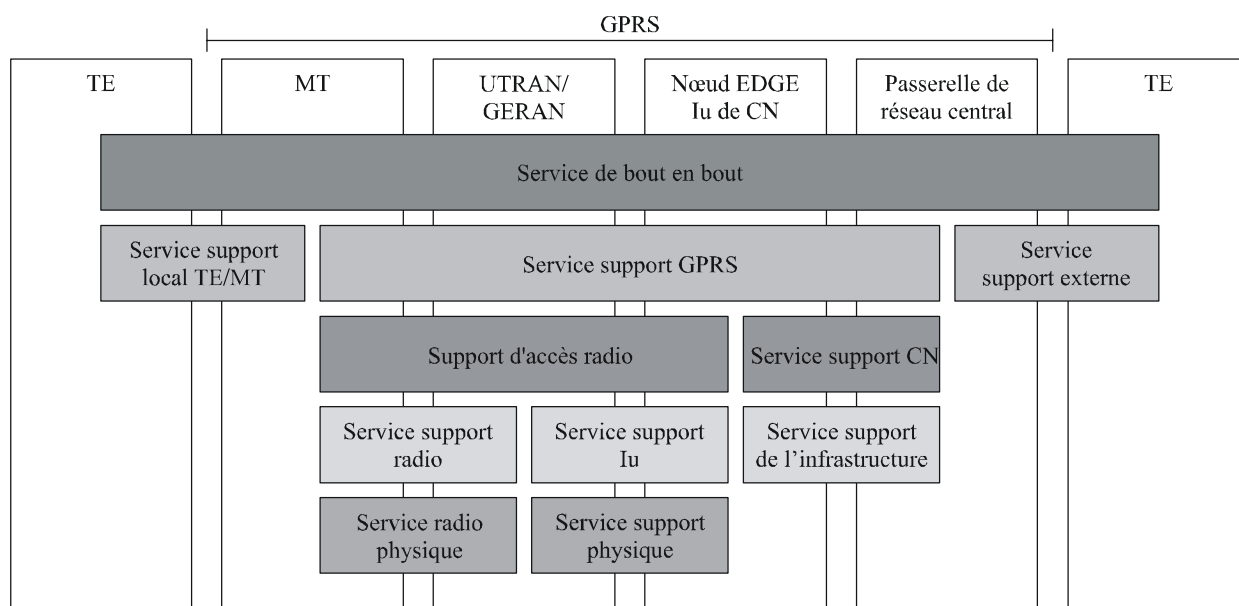 GPRS
TE
MT
UTRAN/
GERAN
Nœud EDGE
Iu de CN
Passerelle de
réseau central
TE
Service de bout en bout
Service support
local TE/MT
Service support GPRS
Service
support externe
Support d'accès radio
Service support CN
Service support
radio
Service support
Iu
Service support
de l’infrastructure
Service radio
physique
Service support
physique